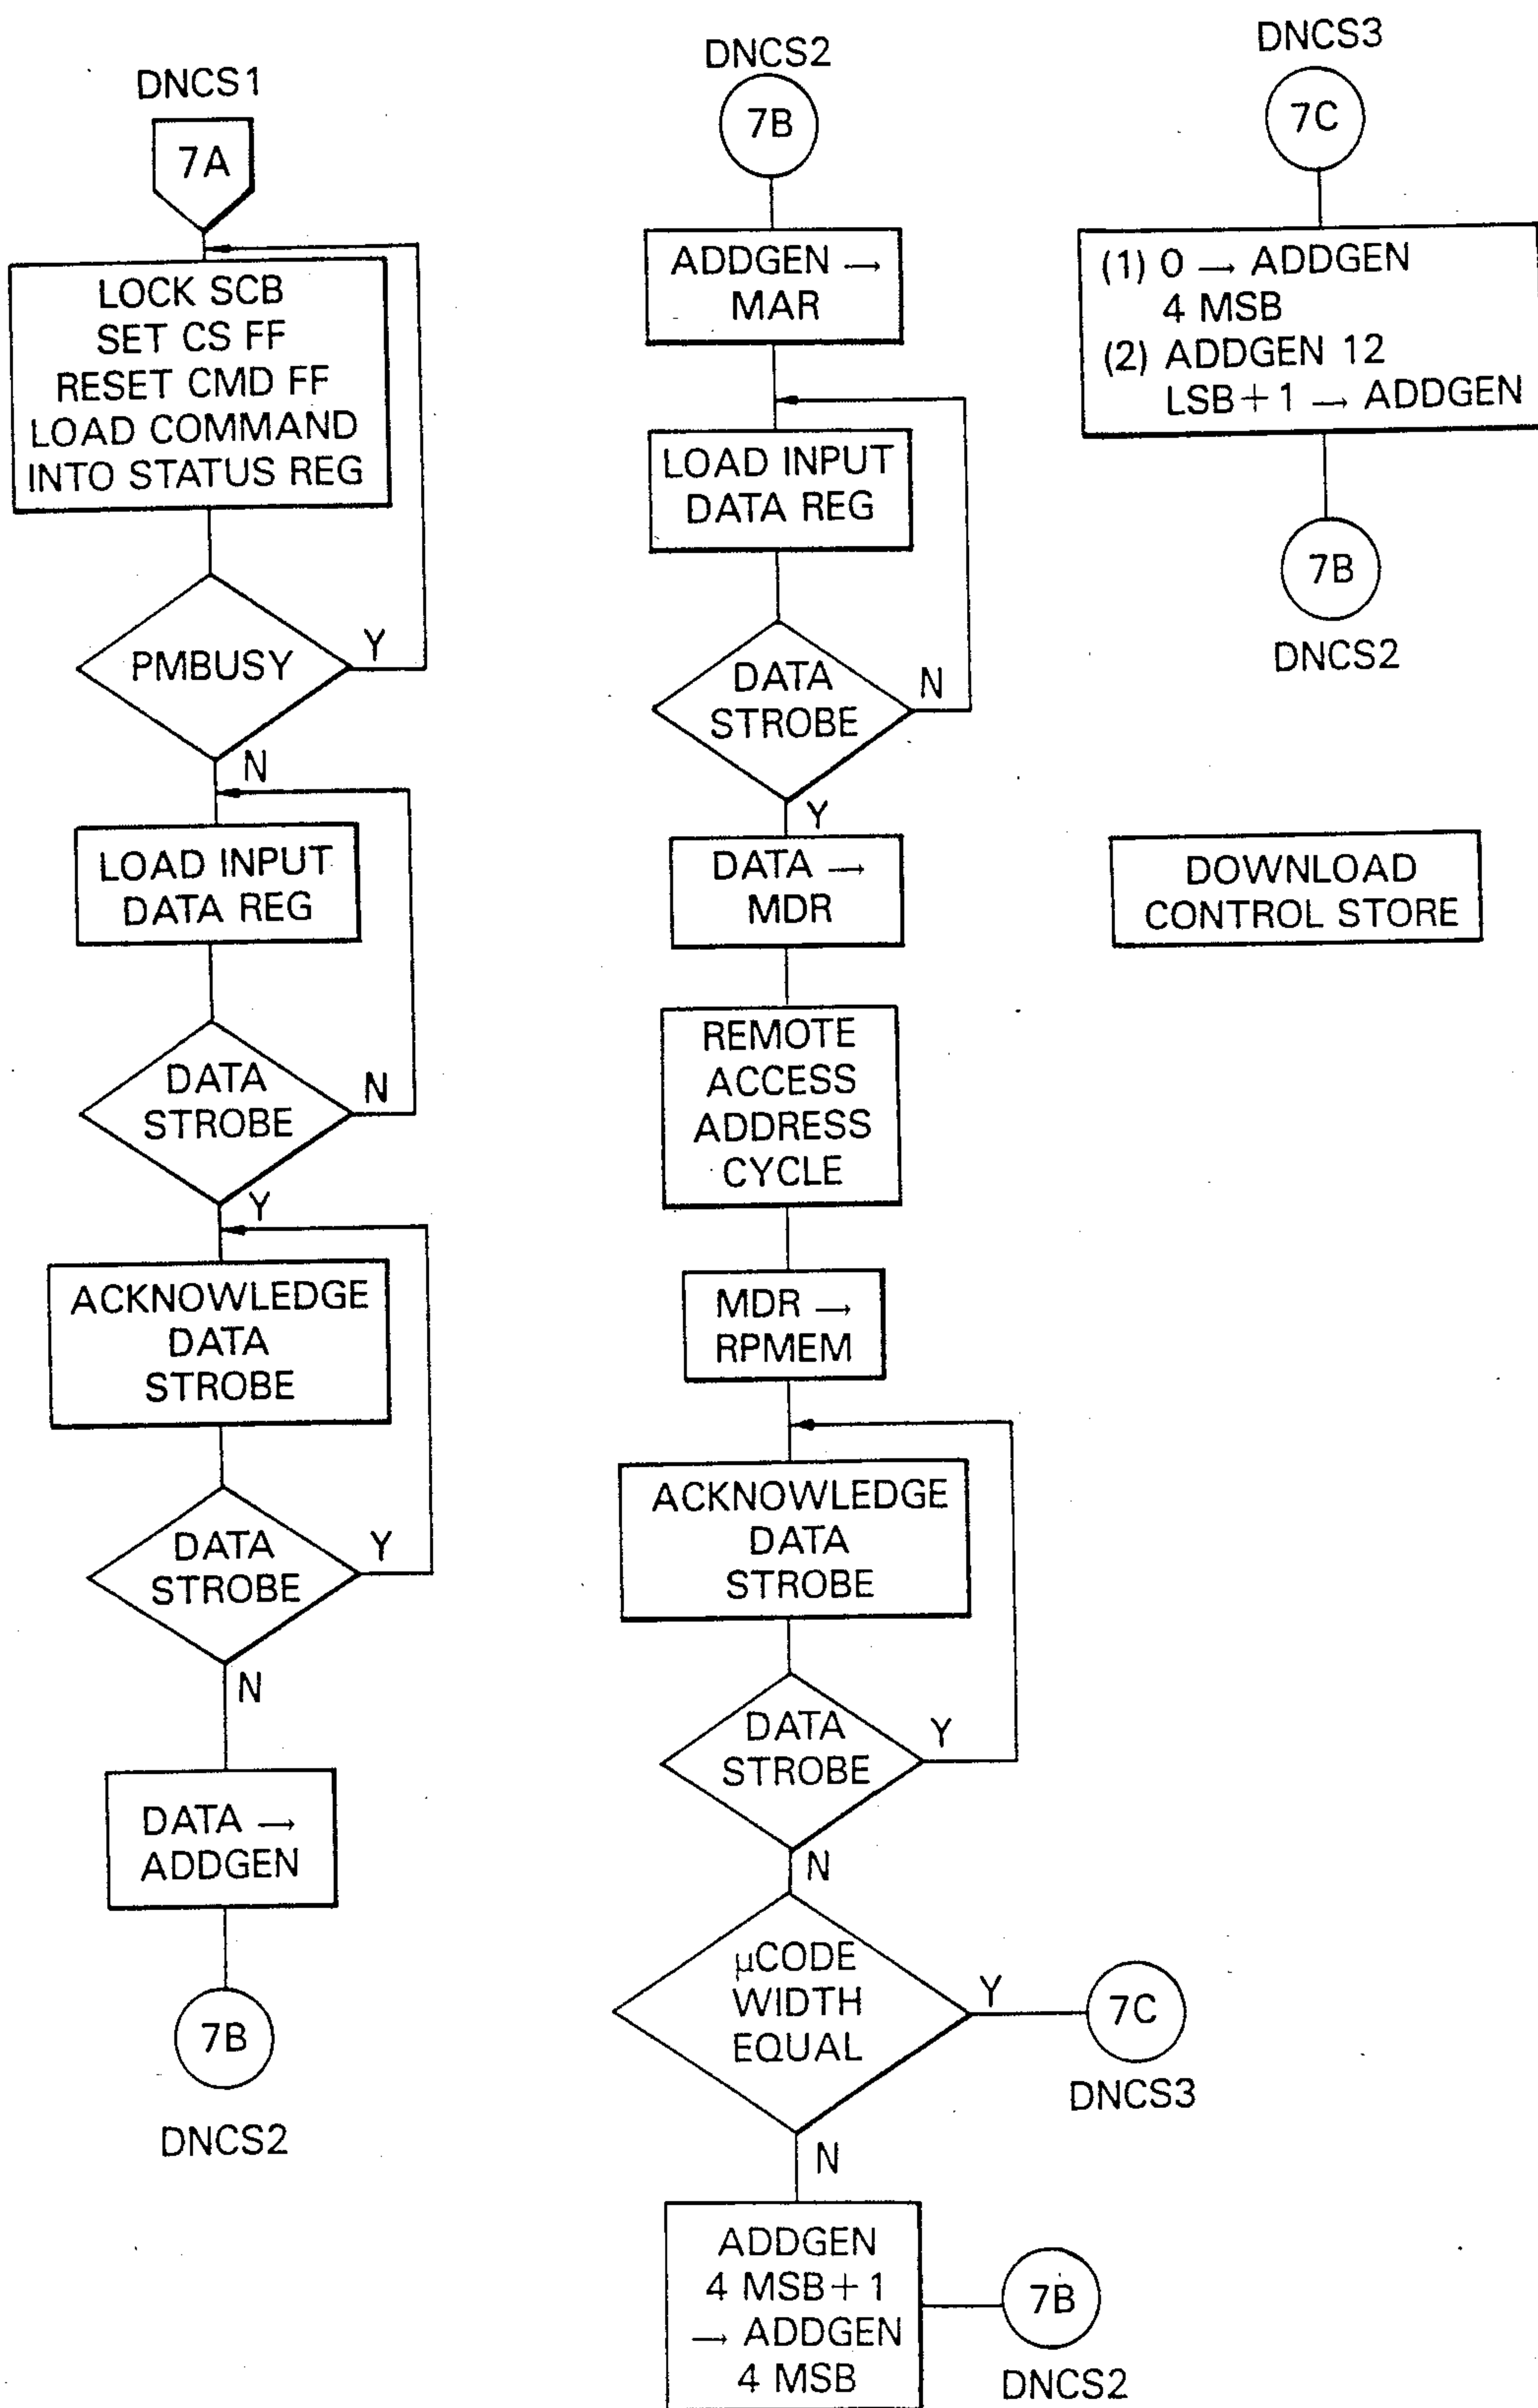 DNCS1
7A
LOCK SCB
SET CS FF
RESET CMD FF
LOAD COMMAND
INTO STATUS REG
PMBUSY
Y
N
LOAD INPUT
DATA REG
DATA
STROBE
N
Y
ACKNOWLEDGE
DATA
STROBE
DATA
STROBE
Y
N
DATA →
ADDGEN
7B
DNCS2
DNCS2
7B
ADDGEN →
MAR
LOAD INPUT
DATA REG
DATA
STROBE
N
Y
DATA →
MDR
REMOTE
ACCESS
ADDRESS
CYCLE
MDR →
RPMEM
ACKNOWLEDGE
DATA
STROBE
DATA
STROBE
Y
N
μCODE
WIDTH
EQUAL
Y
7C
DNCS3
N
ADDGEN
4 MSB+1
→ ADDGEN
4 MSB
7B
DNCS2
DNCS3
7C
(1) 0 → ADDGEN
4 MSB
(2) ADDGEN 12
LSB+1 → ADDGEN
7B
DNCS2
DOWNLOAD
CONTROL STORE